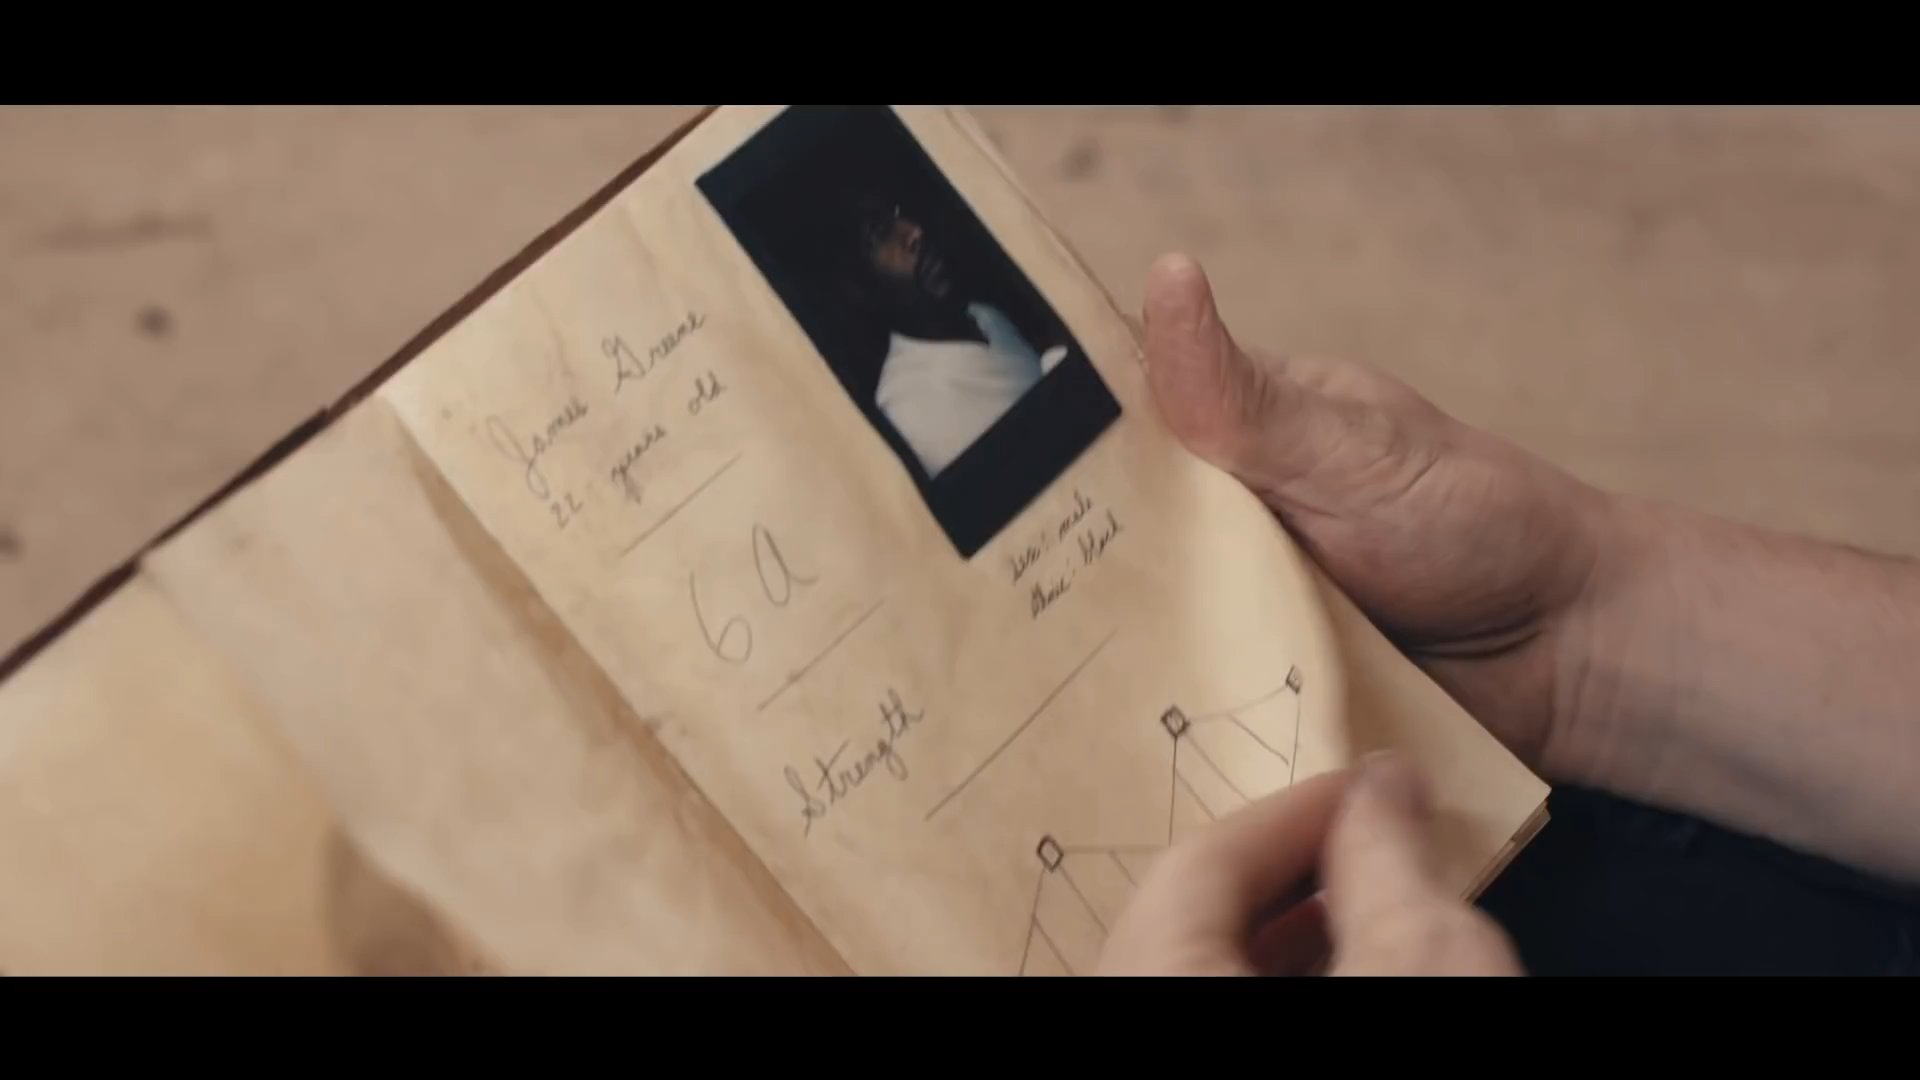 James Greene
22 years old
6a
Strength
Sex: male